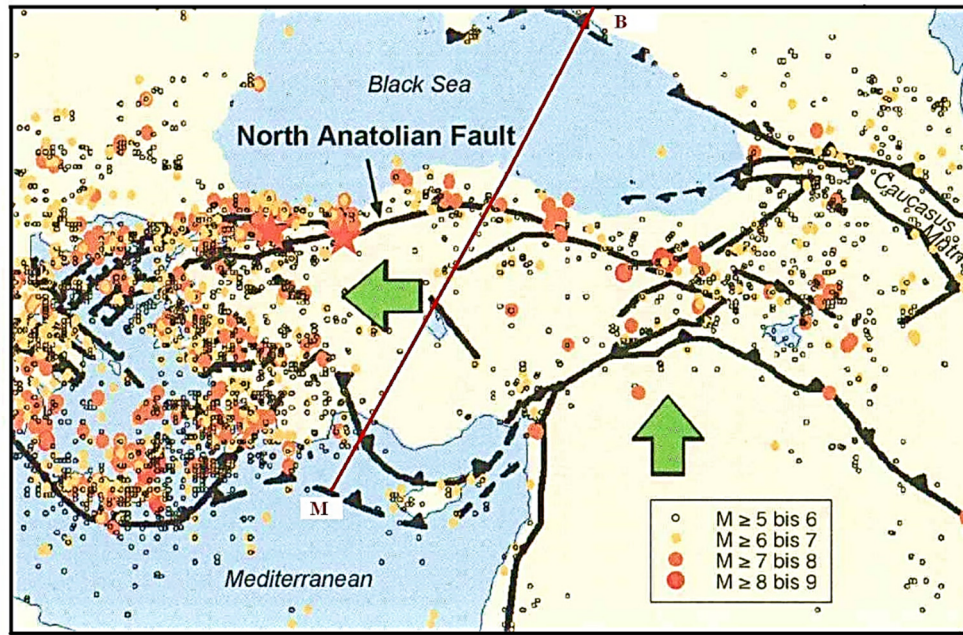 B
Black Sea
North Anatolian Fault
Caucasus
Mtns
M
Mediterranean
M ≥ 5 bis 6
M ≥ 6 bis 7
M ≥ 7 bis 8
M ≥ 8 bis 9